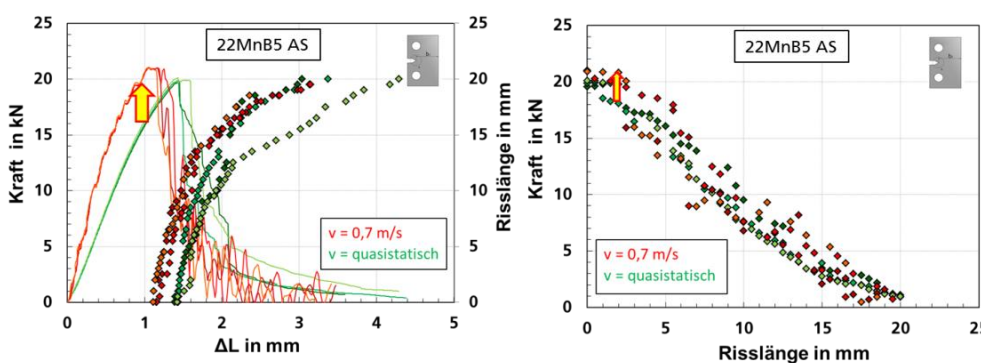 22MnB5 AS
Kraft in kN
25
20
15
10
5
0
0
1
2
3
4
5
ΔL in mm
25
20
15
10
5
0
Risslänge in mm
v = 0,7 m/s
v = quasistatisch
22MnB5 AS
Kraft in kN
25
20
15
10
5
0
0
5
10
15
20
25
Risslänge in mm
v = 0,7 m/s
v = quasistatisch